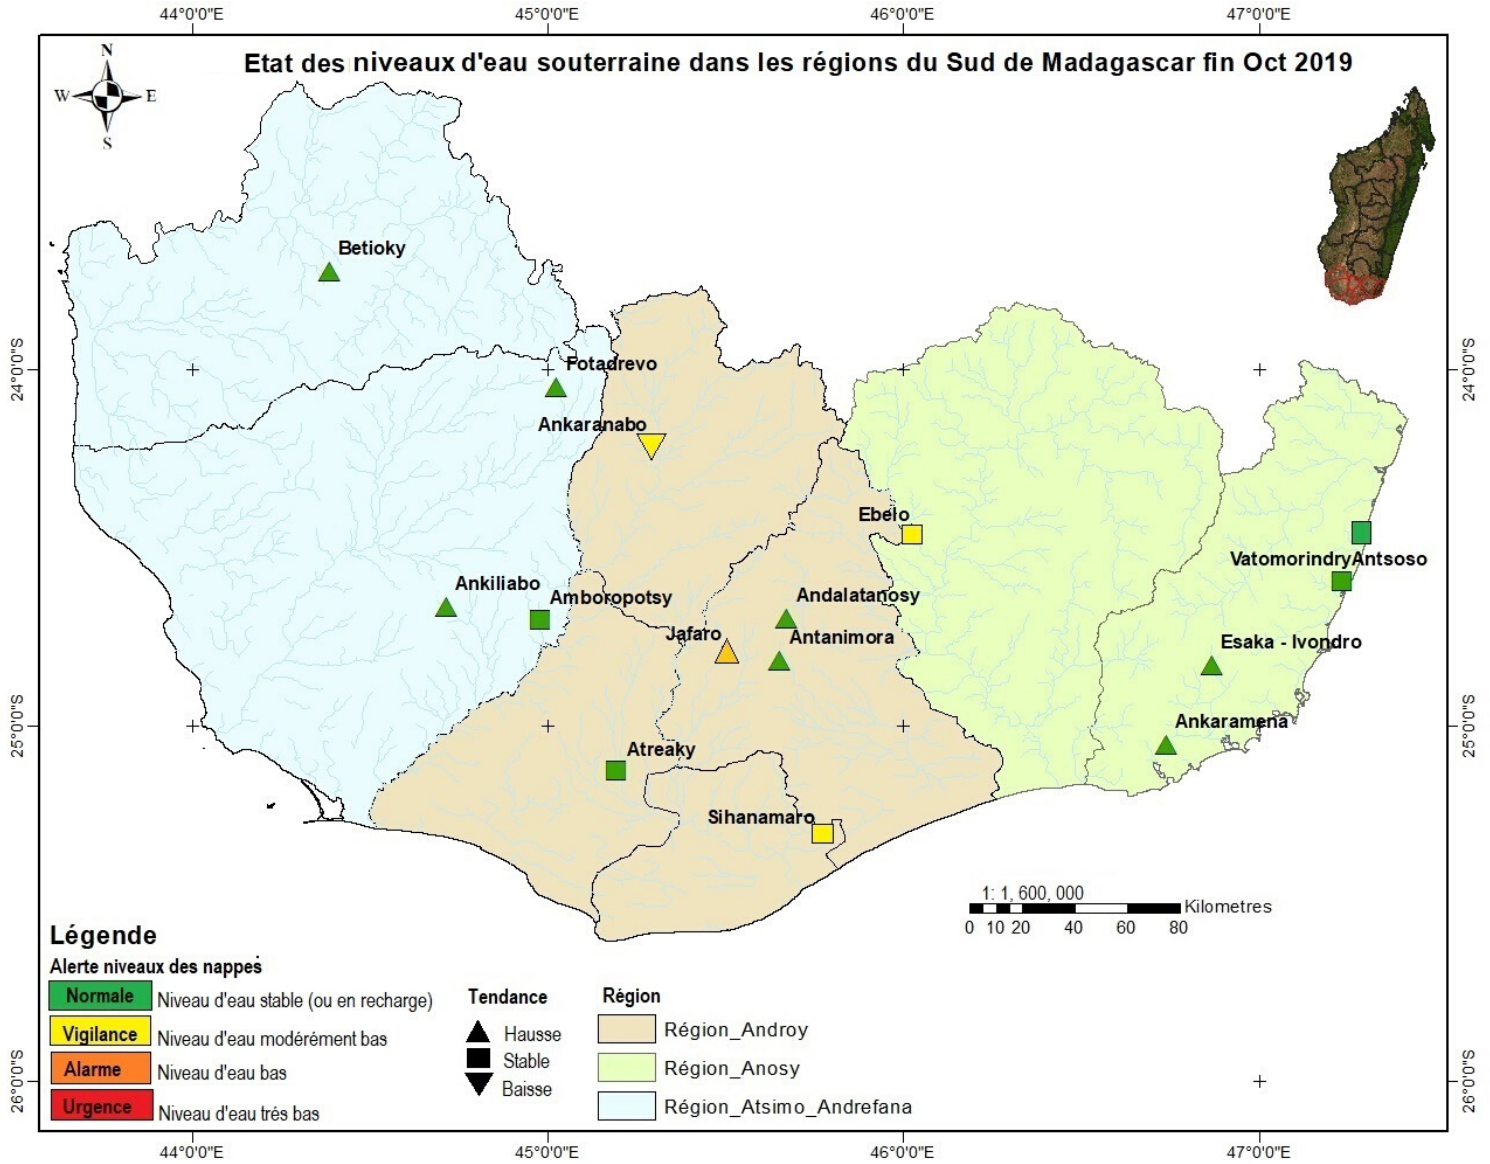 44°0'0"E 45°0'0"E 46°0'0"E 47°0'0"E
Etat des niveaux d'eau souterraine dans les régions du Sud de Madagascar fin Oct 2019
N
W E
S
Betioky
24°0'0"S 24°0'0"S
Fotadrevo
Ankaranabo
Ebelo
VatomorindryAntsoso
Ankiliabo
Amboropotsy
Andalatanosy
Jafaro
Antanimora
Esaka - Ivondro
Ankaramena
25°0'0"S 25°0'0"S
Atreaky
Sihanamaro
1: 1, 600, 000
Kilometres
0 10 20 40 60 80
Légende
Alerte niveaux des nappes
Normale Niveau d'eau stable (ou en recharge)
Vigilance Niveau d'eau modérément bas
Alarme Niveau d'eau bas
Urgence Niveau d'eau trés bas
Tendance
Hausse
Stable
Baisse
Région
Région_Androy
Région_Anosy
Région_Atsimo_Andrefana
26°0'0"S 26°0'0"S
44°0'0"E 45°0'0"E 46°0'0"E 47°0'0"E